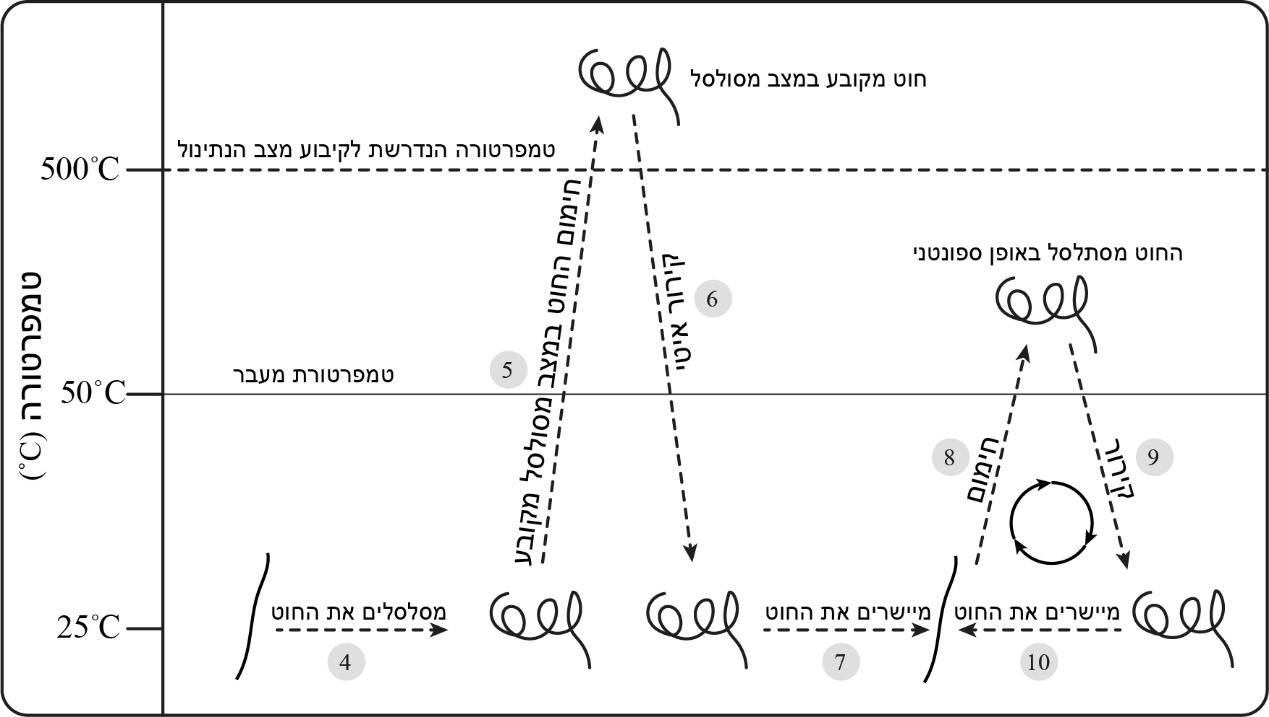 חוט מקובע במצב מסולסל
טמפרטורה הנדרשת לקיבוע מצב הנתינול
500°C
חימום החוט במצב מסולסל מקובע
קירור איטי
6
החוט מסתלסל באופן ספונטני
5
טמפרטורת מעבר
50°C
טמפרטורה (°C)
8
חימום
קירור
9
25°C
מסלסלים את החוט
4
מיישרים את החוט
7
מיישרים את החוט
10